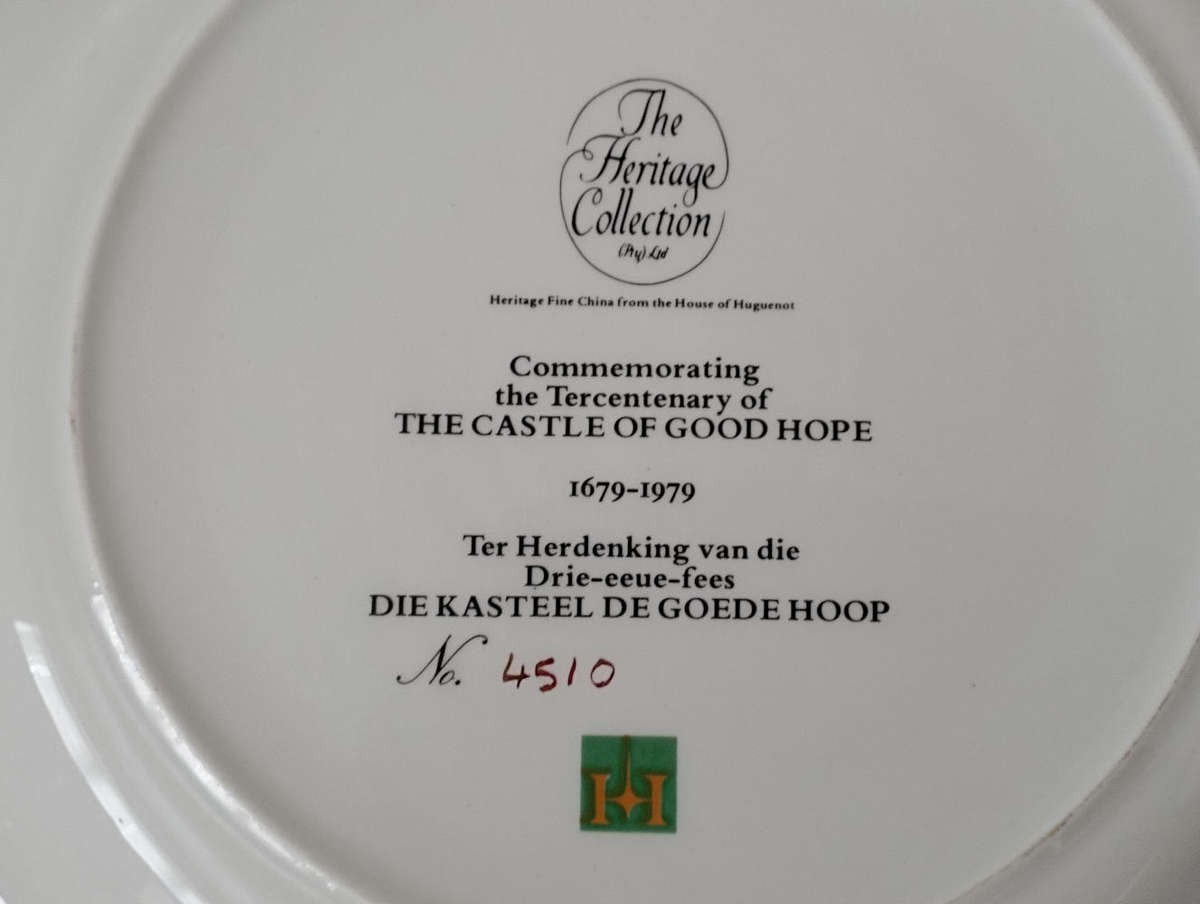 The
Heritage
Collection
(Pty) Ltd
Heritage Fine China from the House of Huguenot
Commemorating
the Tercentenary of
THE CASTLE OF GOOD HOPE
1679-1979
Ter Herdenking van die
Drie-eeue-fees
DIE KASTEEL DE GOEDE HOOP
No. 4510
H